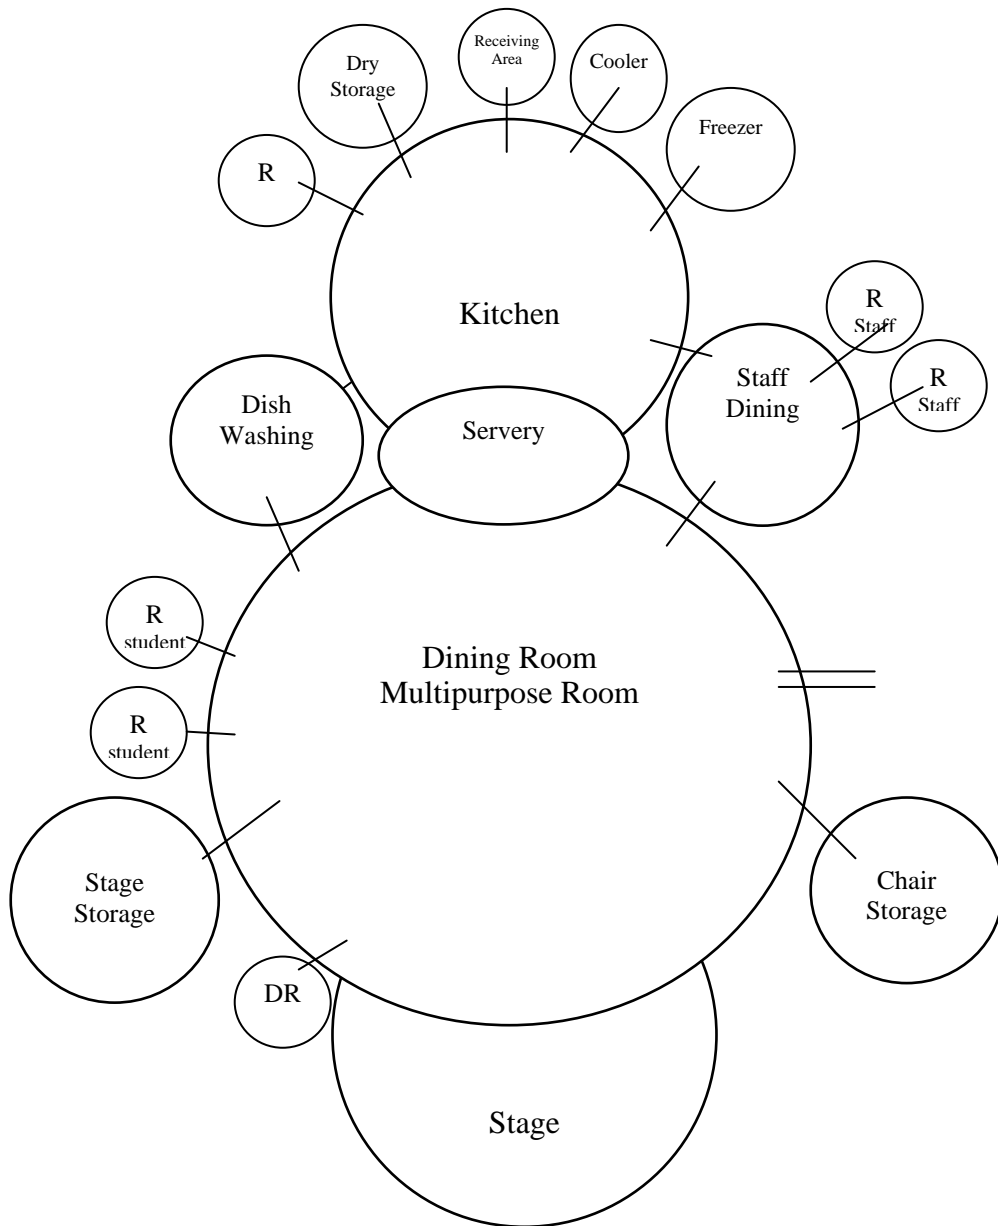 Receiving
Area
Dry
Storage
Cooler
Freezer
R
Kitchen
R
Staff
R
Staff
Staff
Dining
Dish
Washing
Servery
R
student
Dining Room
Multipurpose Room
R
student
Stage
Storage
Chair
Storage
DR
Stage